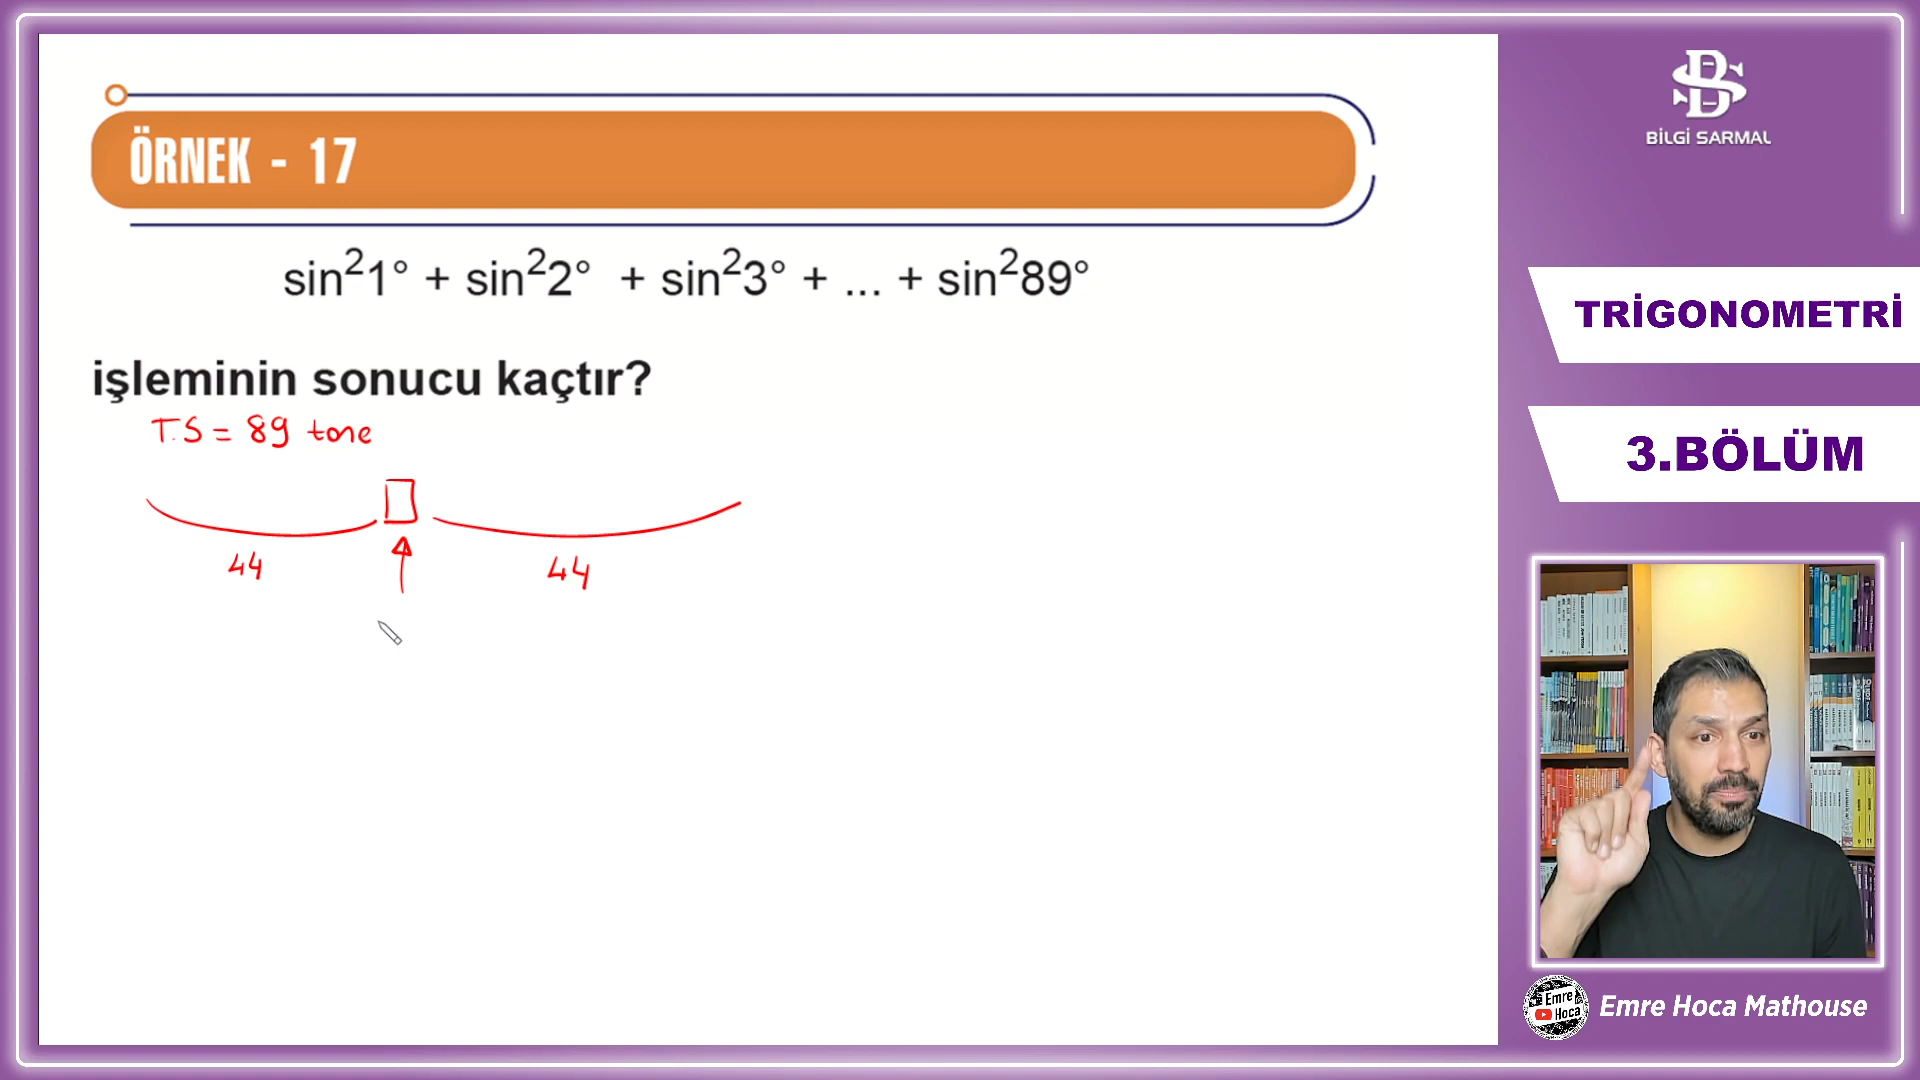 ÖRNEK - 17
sin²1° + sin²2° + sin²3° + ... + sin²89°
işleminin sonucu kaçtır?
T.S = 89 tane
44
44
BİLGİ SARMAL
TRİGONOMETRİ
3.BÖLÜM
Emre
Hoca
Emre Hoca Mathouse